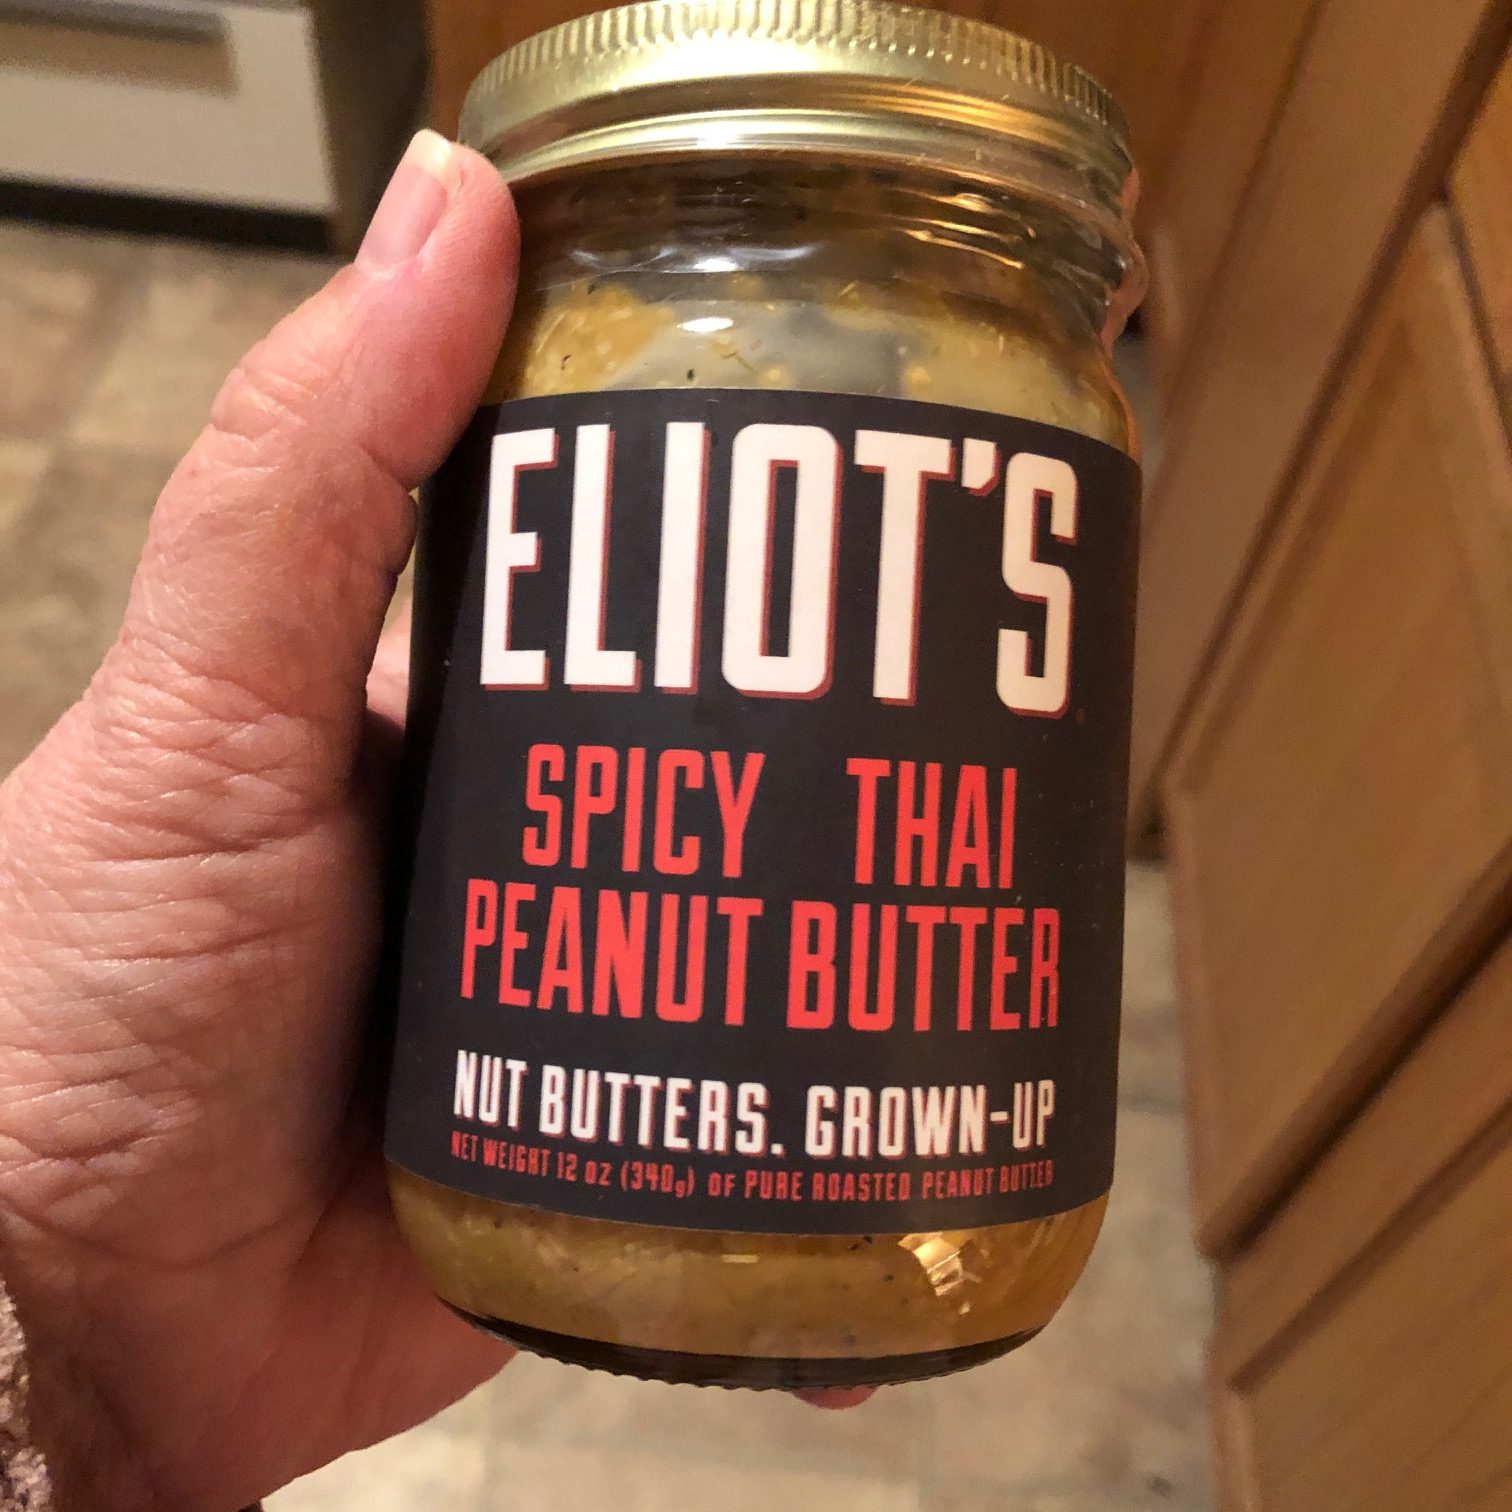 ELIOT'S
SPICY THAI
PEANUT BUTTER
NUT BUTTERS. GROWN-UP
NET WEIGHT 12 OZ (340g) OF PURE ROASTED PEANUT BUTTER